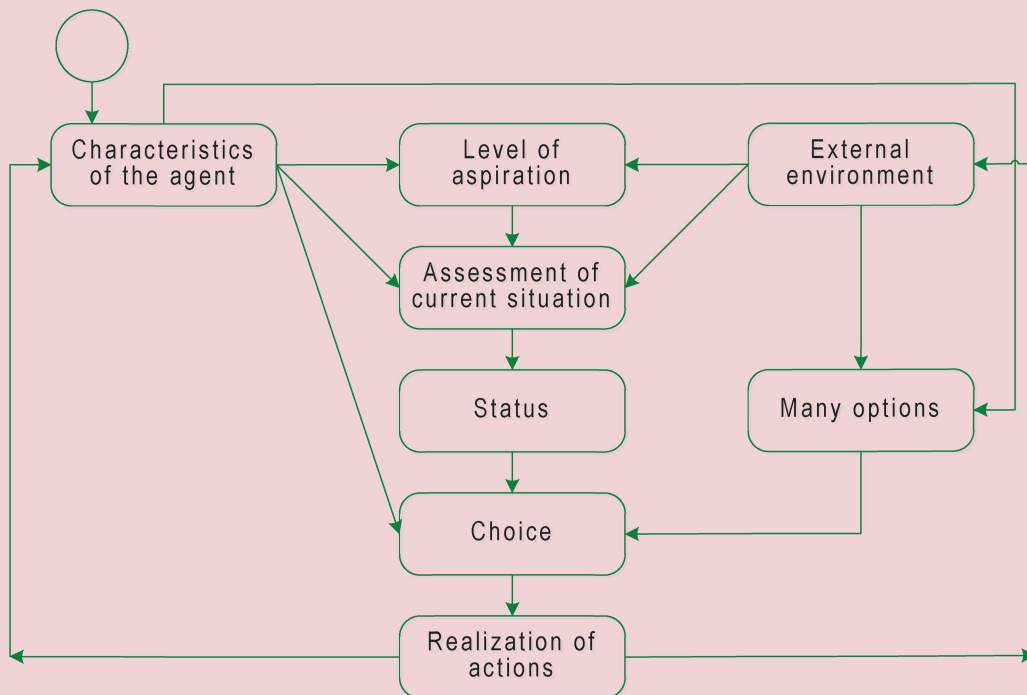 Characteristics
of the agent
Level of
aspiration
External
environment
Assessment of
current situation
Status
Many options
Choice
Realization of
actions